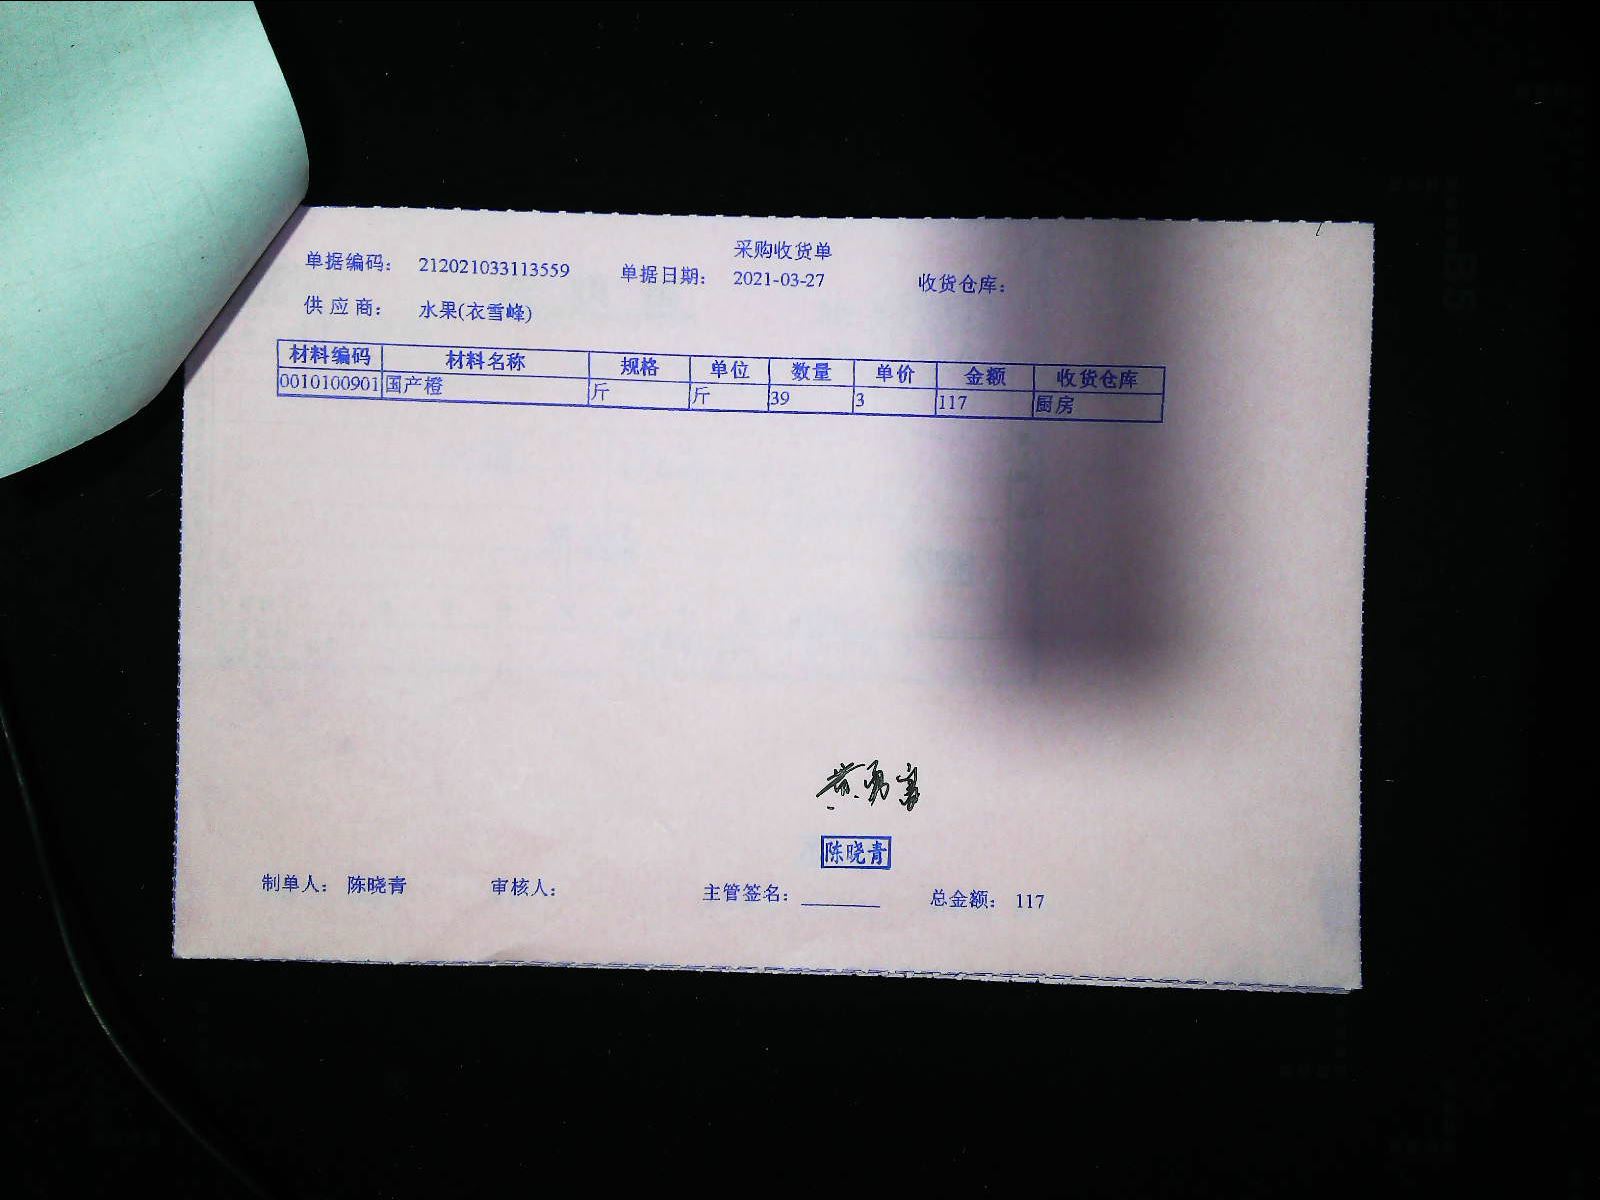 采购收货单
单据编码： 212021033113559 单据日期： 2021-03-27 收货仓库：
供 应 商： 水果(衣雪峰)
材料编码 材料名称 规格 单位 数量 单价 金额 收货仓库
0010100901 国产橙 斤 斤 39 3 117 厨房
陈晓青
制单人： 陈晓青 审核人： 主管签名：________ 总金额： 117